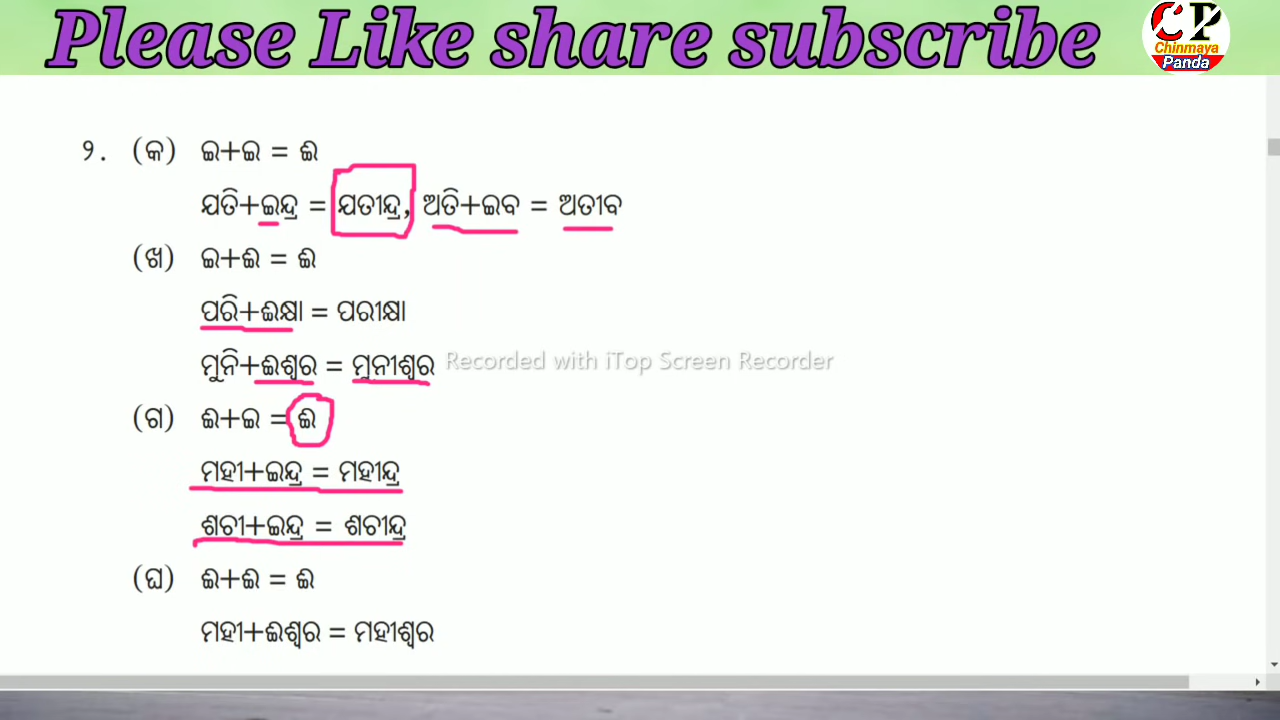 Please Like share subscribe
CP
Chinmaya
Panda
୨. (କ) ଇ+ଇ = ଈ
ଯତି+ଇନ୍ଦ୍ର = ଯତୀନ୍ଦ୍ର, ଅତି+ଇବ = ଅତୀବ
(ଖ) ଇ+ଈ = ଈ
ପରି+ଈକ୍ଷା = ପରୀକ୍ଷା
ମୁନି+ଈଶ୍ୱର = ମୁନୀଶ୍ୱର
Recorded with iTop Screen Recorder
(ଗ) ଈ+ଇ = ଈ
ମହୀ+ଇନ୍ଦ୍ର = ମହୀନ୍ଦ୍ର
ଶଚୀ+ଇନ୍ଦ୍ର = ଶଚୀନ୍ଦ୍ର
(ଘ) ଈ+ଈ = ଈ
ମହୀ+ଈଶ୍ୱର = ମହୀଶ୍ୱର